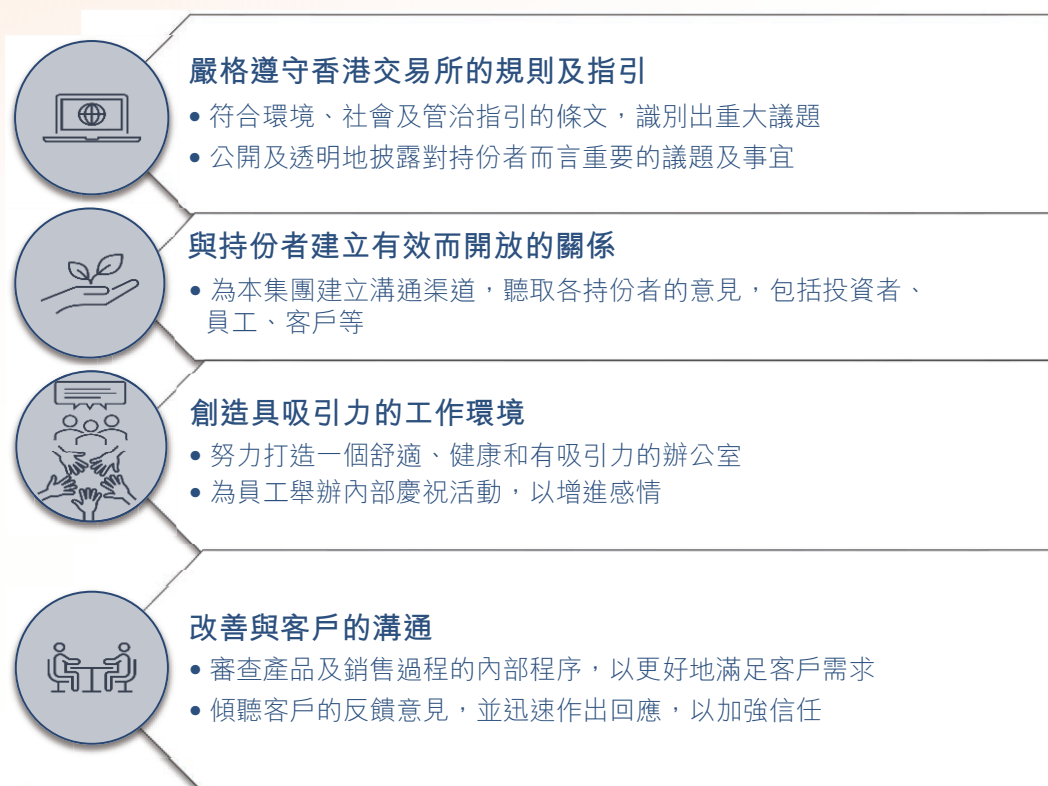 嚴格遵守香港交易所的規則及指引
• 符合環境、社會及管治指引的條文，識別出重大議題
• 公開及透明地披露對持份者而言重要的議題及事宜
與持份者建立有效而開放的關係
• 為本集團建立溝通渠道，聽取各持份者的意見，包括投資者、
員工、客戶等
創造具吸引力的工作環境
• 努力打造一個舒適、健康和有吸引力的辦公室
• 為員工舉辦內部慶祝活動，以增進感情
改善與客戶的溝通
• 審查產品及銷售過程的內部程序，以更好地滿足客戶需求
• 傾聽客戶的反饋意見，並迅速作出回應，以加強信任